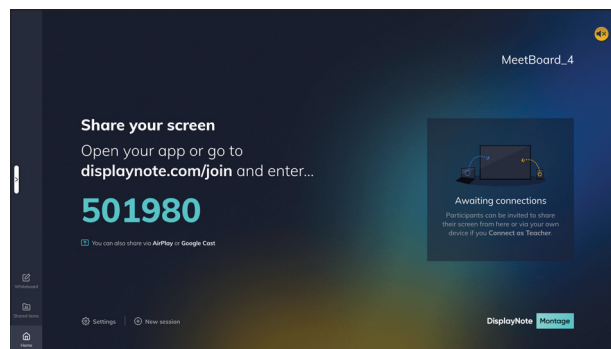 MeetBoard_4
Share your screen
Open your app or go to
displaynote.com/join and enter...
501980
You can also share via AirPlay or Google Cast
Awaiting connections
Participants can be invited to share
their screen from here or via your own
device if you Connect as Teacher.
Whiteboard
Shared items
Home
Settings
New session
DisplayNote Montage